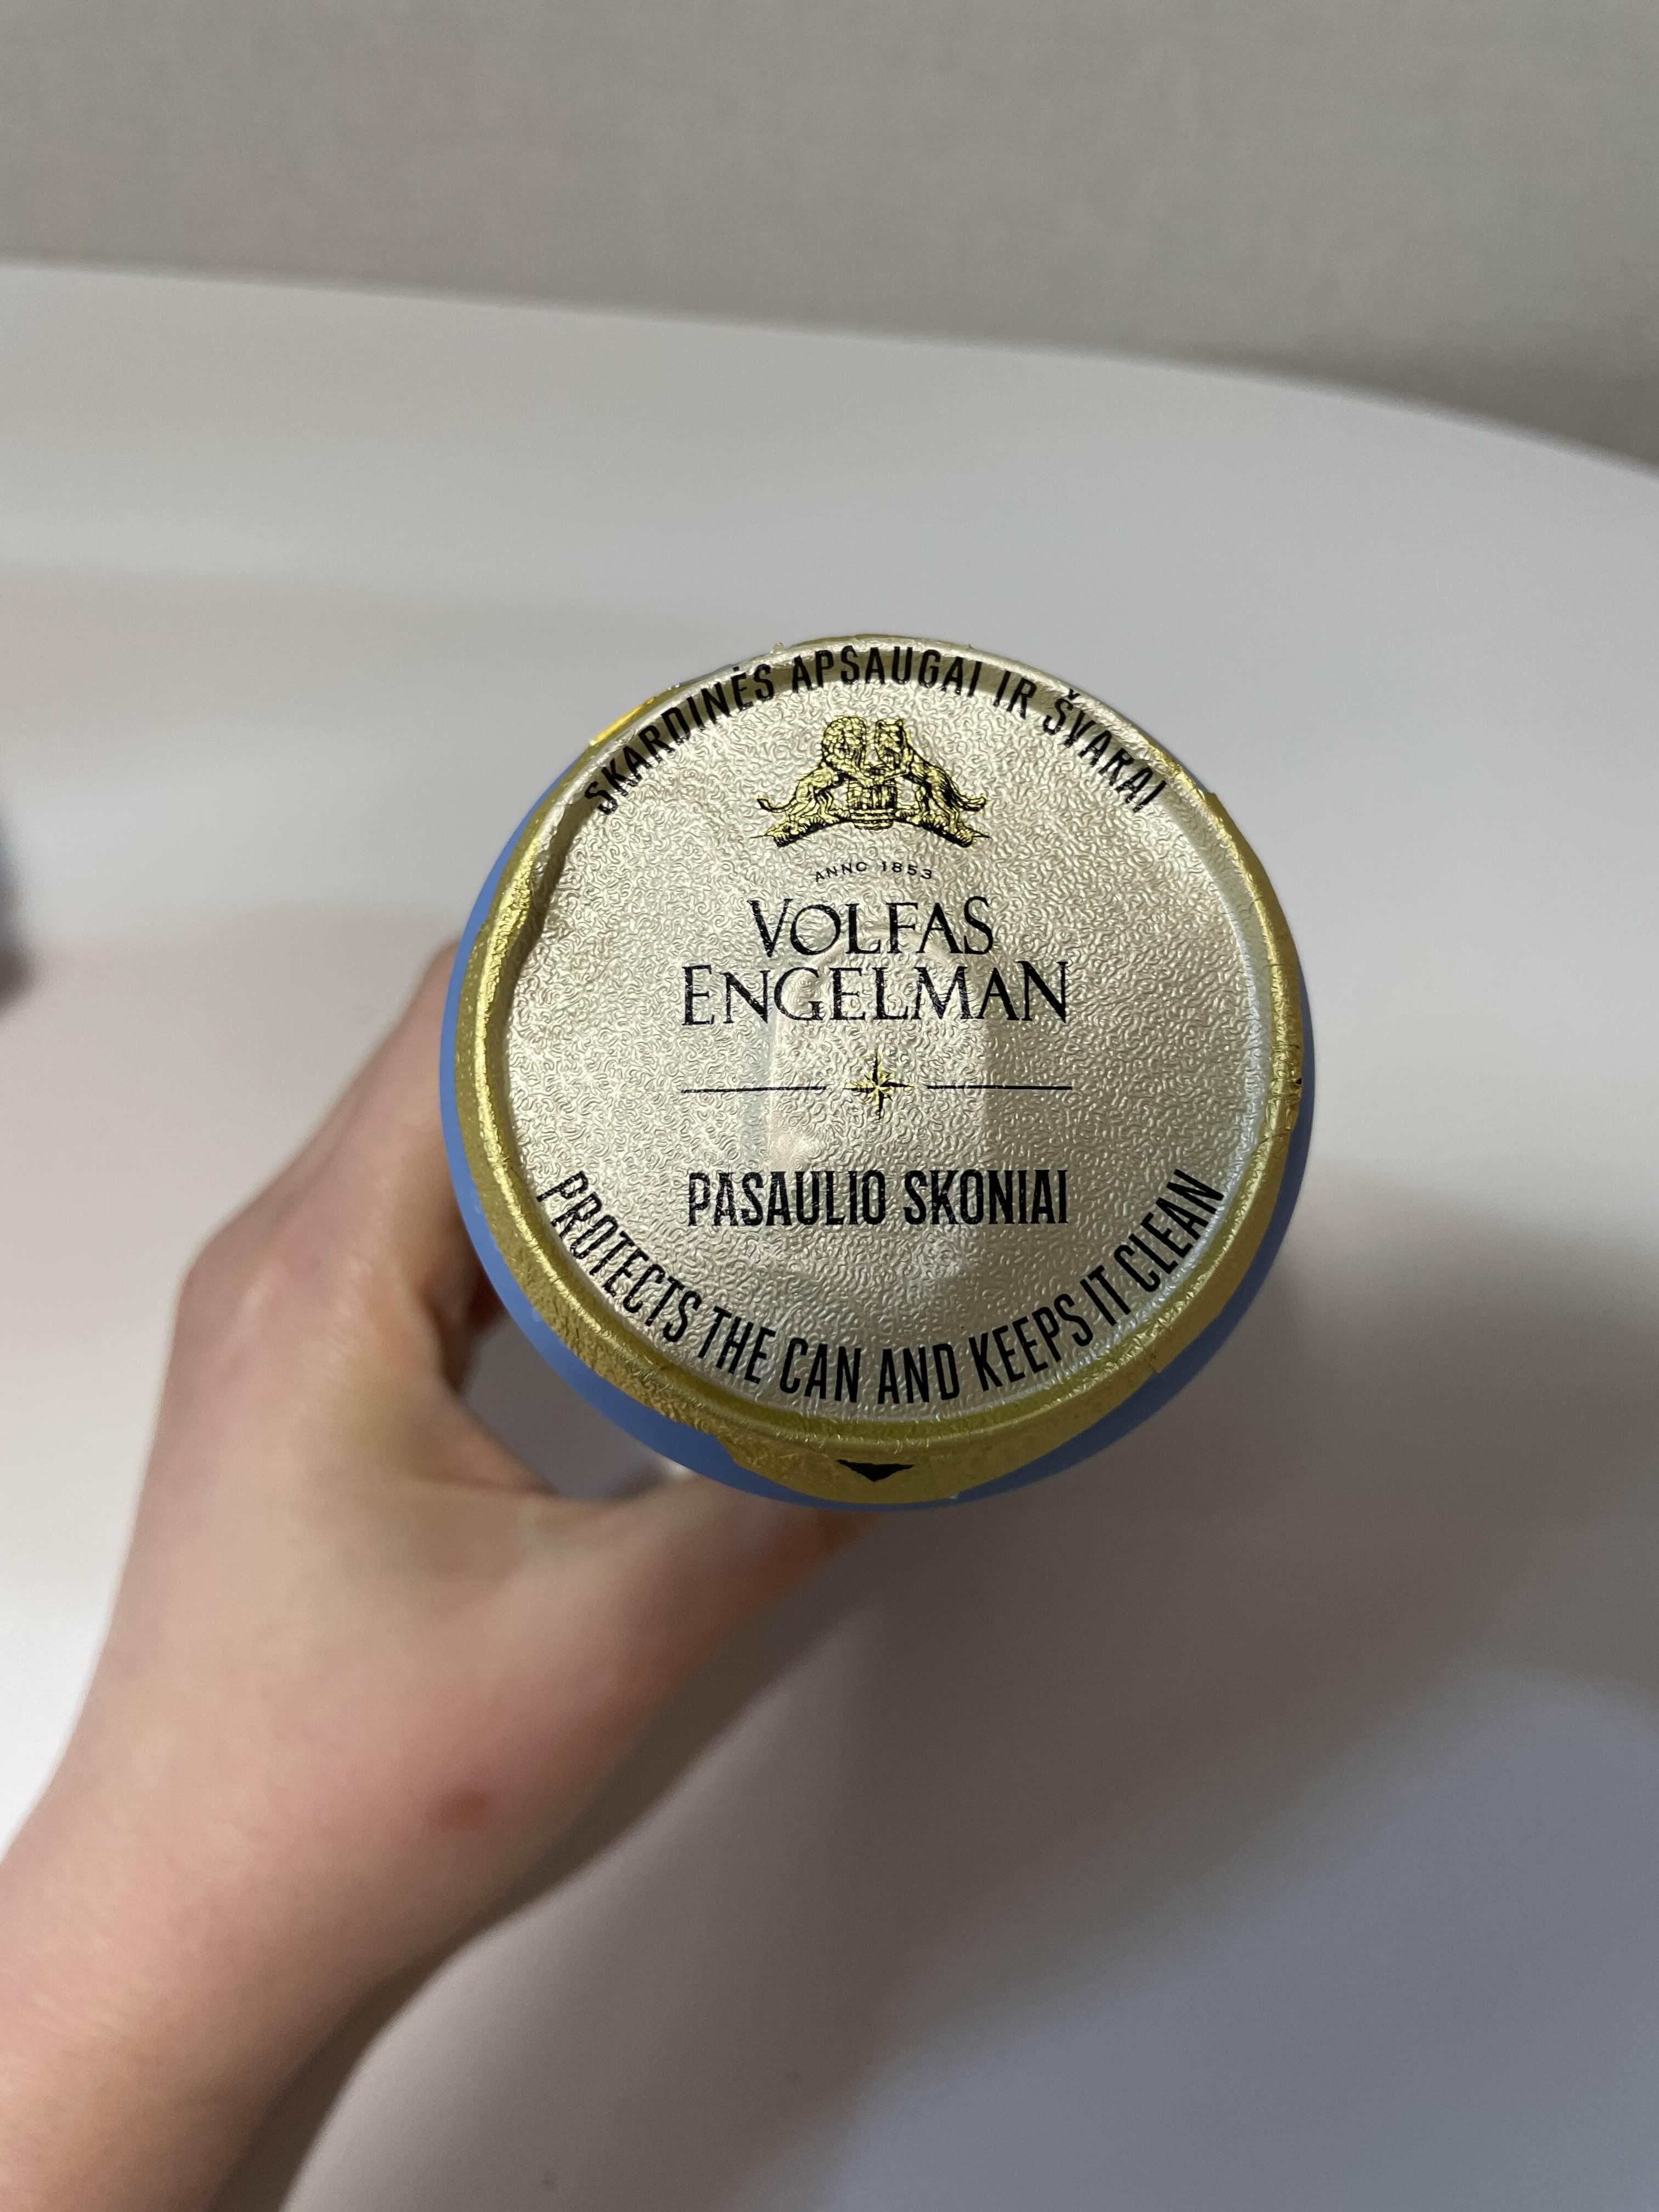 SKARDINĖS APSAUGAI IR ŠVARAI
ANNO 1853
VOLFAS
ENGELMAN
PASAULIO SKONIAI
PROTECTS THE CAN AND KEEPS IT CLEAN